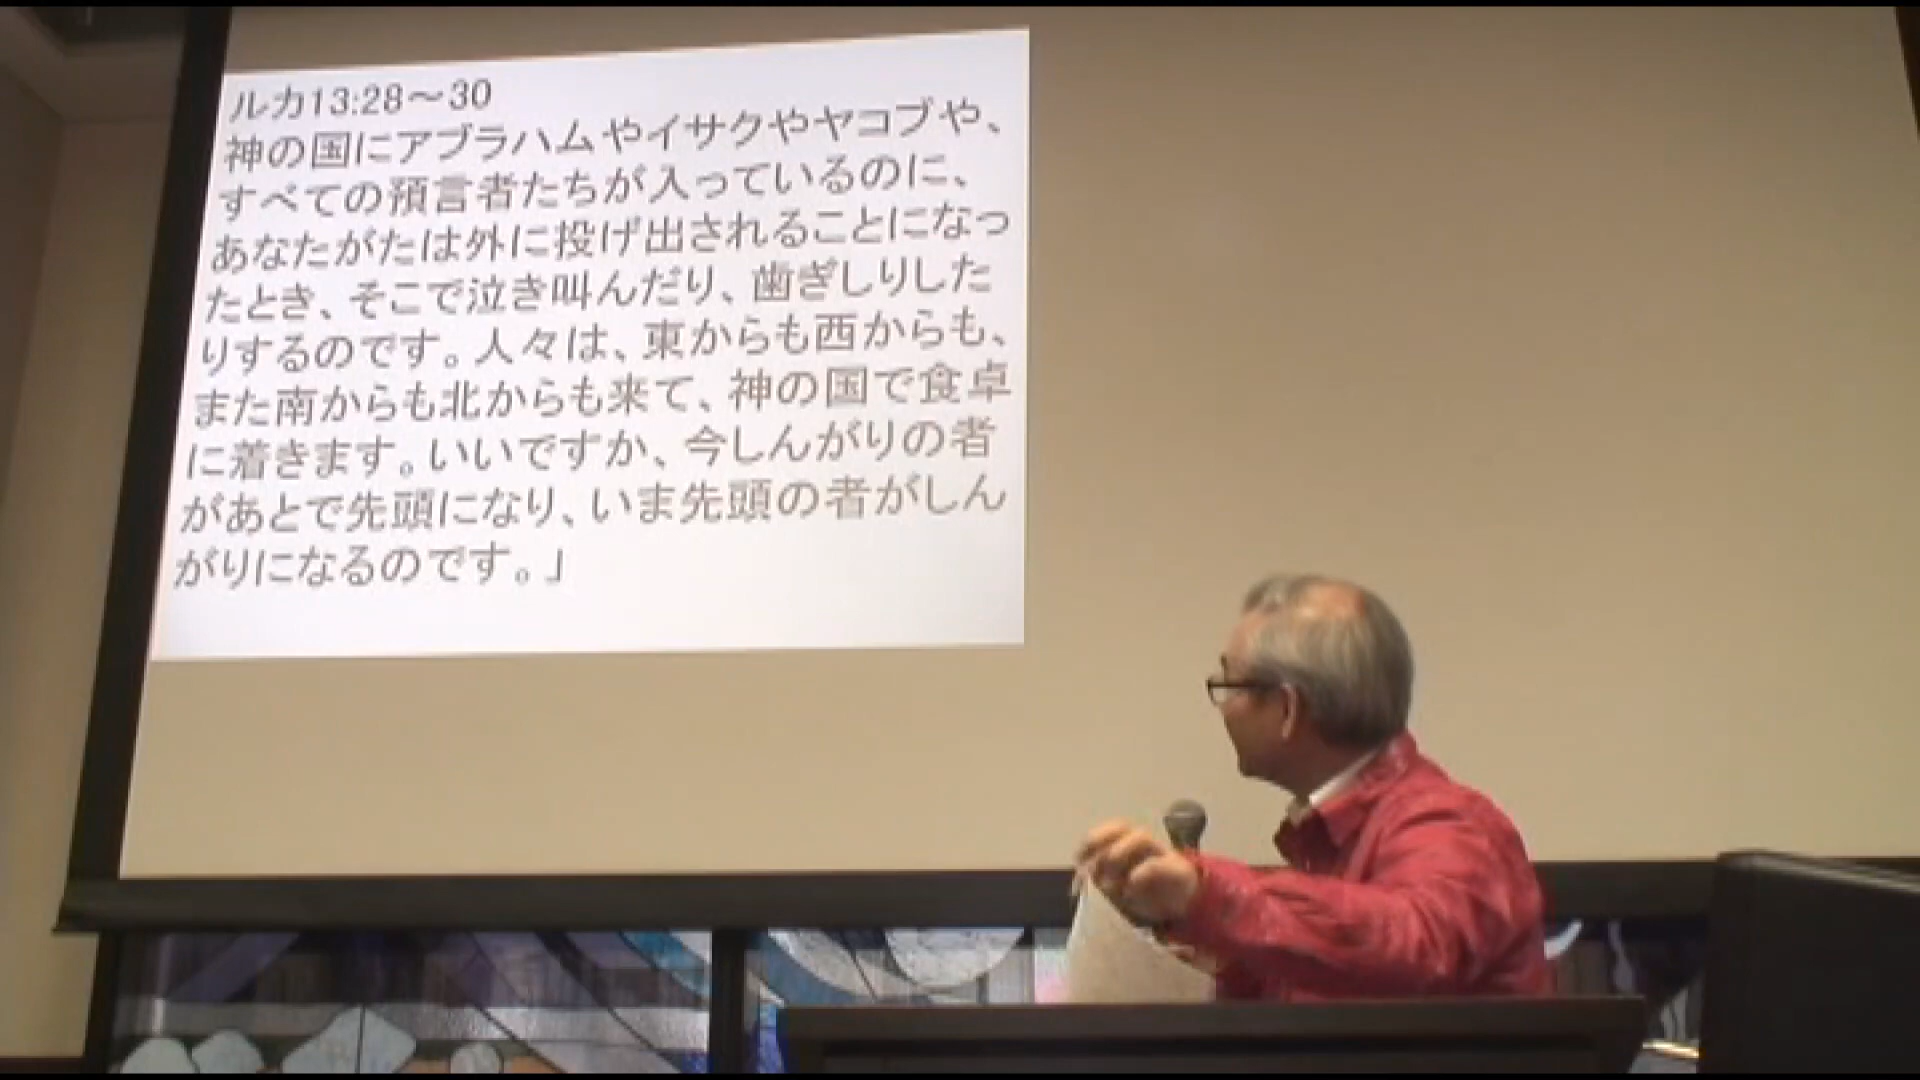 ルカ13:28～30
神の国にアブラハムやイサクやヤコブや、
すべての預言者たちが入っているのに、
あなたがたは外に投げ出されることになっ
たとき、そこで泣き叫んだり、歯ぎしりした
りするのです。人々は、東からも西からも、
また南からも北からも来て、神の国で食卓
に着きます。いいですか、今しんがりの者
があとで先頭になり、いま先頭の者がしん
がりになるのです。」